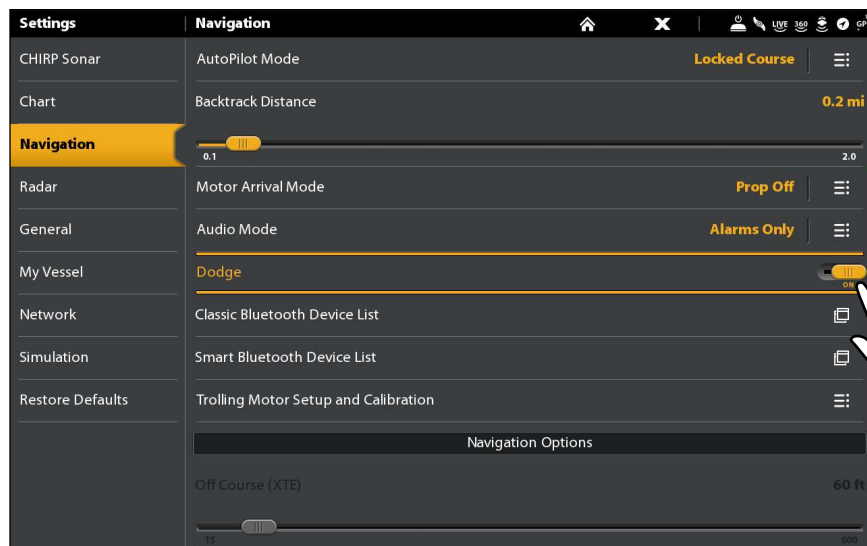 Settings
Navigation
LIVE 360 GP
CHIRP Sonar
Chart
Navigation
Radar
General
My Vessel
Network
Simulation
Restore Defaults
AutoPilot Mode
Locked Course
Backtrack Distance
0.2 mi
0.1
2.0
Motor Arrival Mode
Prop Off
Audio Mode
Alarms Only
Dodge
ON
Classic Bluetooth Device List
Smart Bluetooth Device List
Trolling Motor Setup and Calibration
Navigation Options
Off Course (XTE)
60 ft
15
600